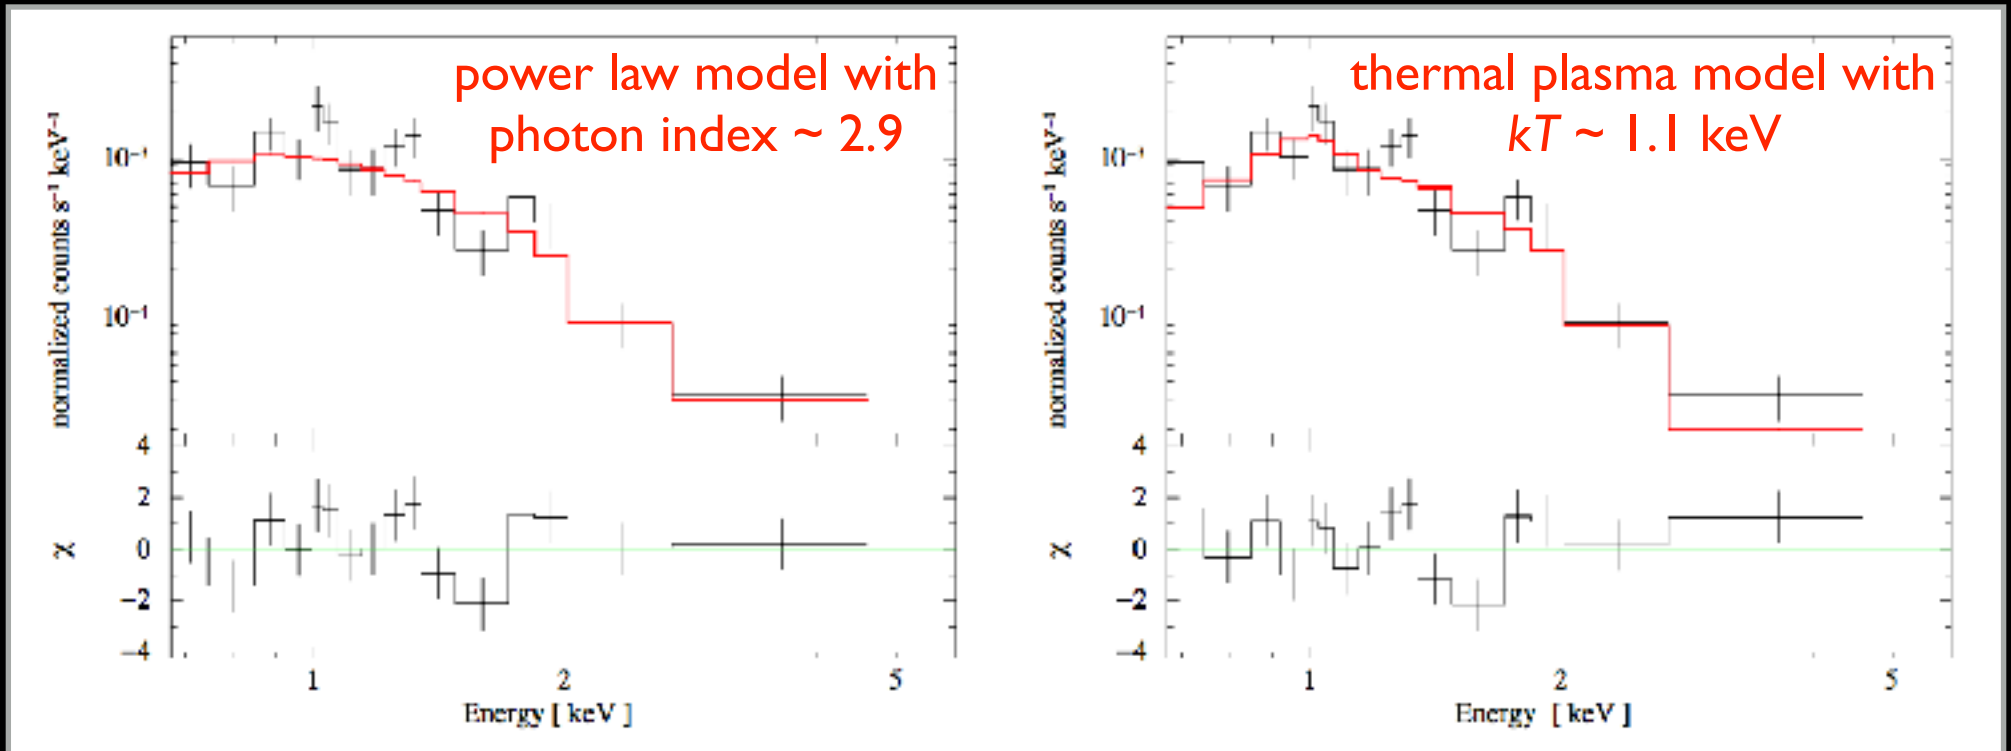 power law model with
photon index ~ 2.9
normalized counts s⁻¹ keV⁻¹
10⁻¹
10⁻¹
4
2
0
−2
−4
χ
1
2
5
Energy [ keV ]
thermal plasma model with
kT ~ 1.1 keV
normalized counts s⁻¹ keV⁻¹
10⁻¹
10⁻¹
4
2
0
−2
−4
χ
1
2
5
Energy [ keV ]